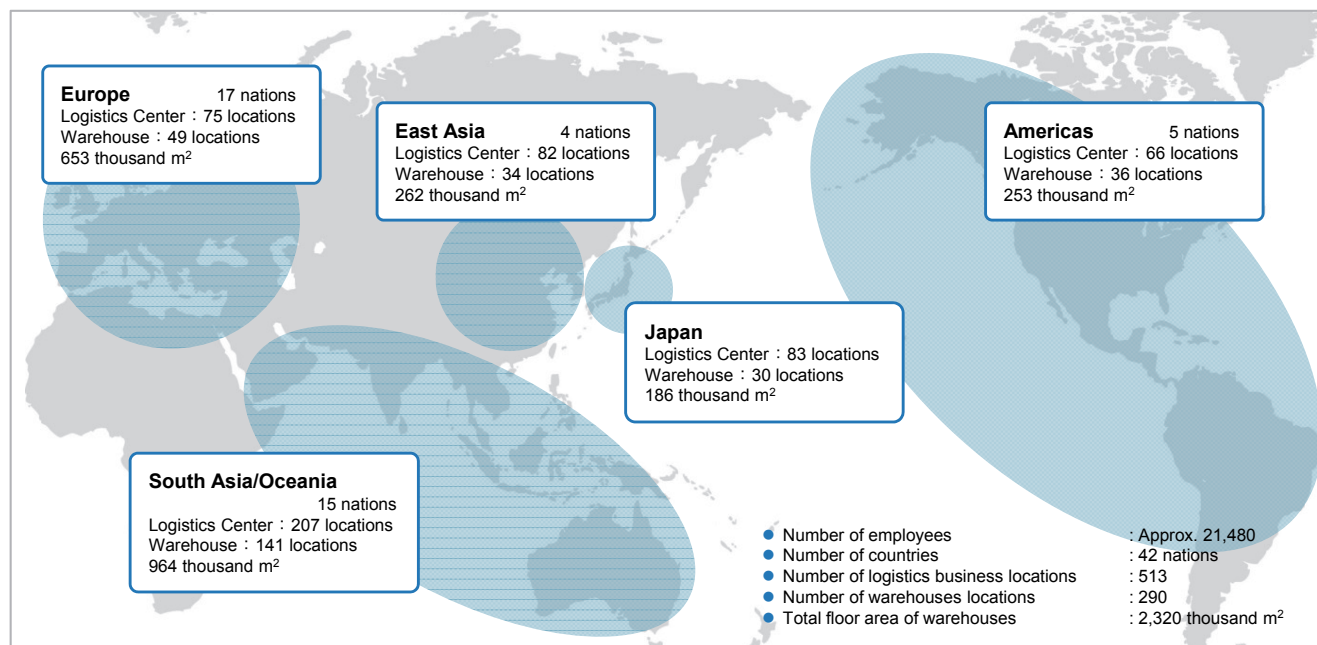 Europe 17 nations
Logistics Center：75 locations
Warehouse：49 locations
653 thousand m²
East Asia 4 nations
Logistics Center：82 locations
Warehouse：34 locations
262 thousand m²
Americas 5 nations
Logistics Center：66 locations
Warehouse：36 locations
253 thousand m²
Japan
Logistics Center：83 locations
Warehouse：30 locations
186 thousand m²
South Asia/Oceania
15 nations
Logistics Center：207 locations
Warehouse：141 locations
964 thousand m²
● Number of employees : Approx. 21,480
● Number of countries : 42 nations
● Number of logistics business locations : 513
● Number of warehouses locations : 290
● Total floor area of warehouses : 2,320 thousand m²